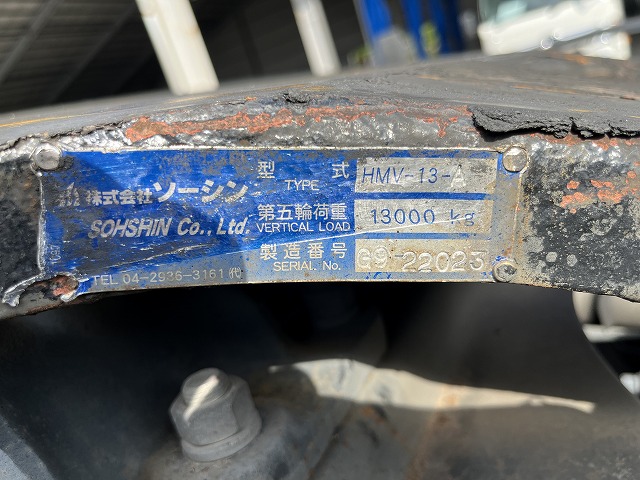 株式会社 ソーシン
SOHSHIN Co., Ltd.
TEL 04-2936-3161 (代)
型 式 HMV-13-A
TYPE
第五輪荷重 13000 kg
VERTICAL LOAD
製造番号 G9 22023
SERIAL No.